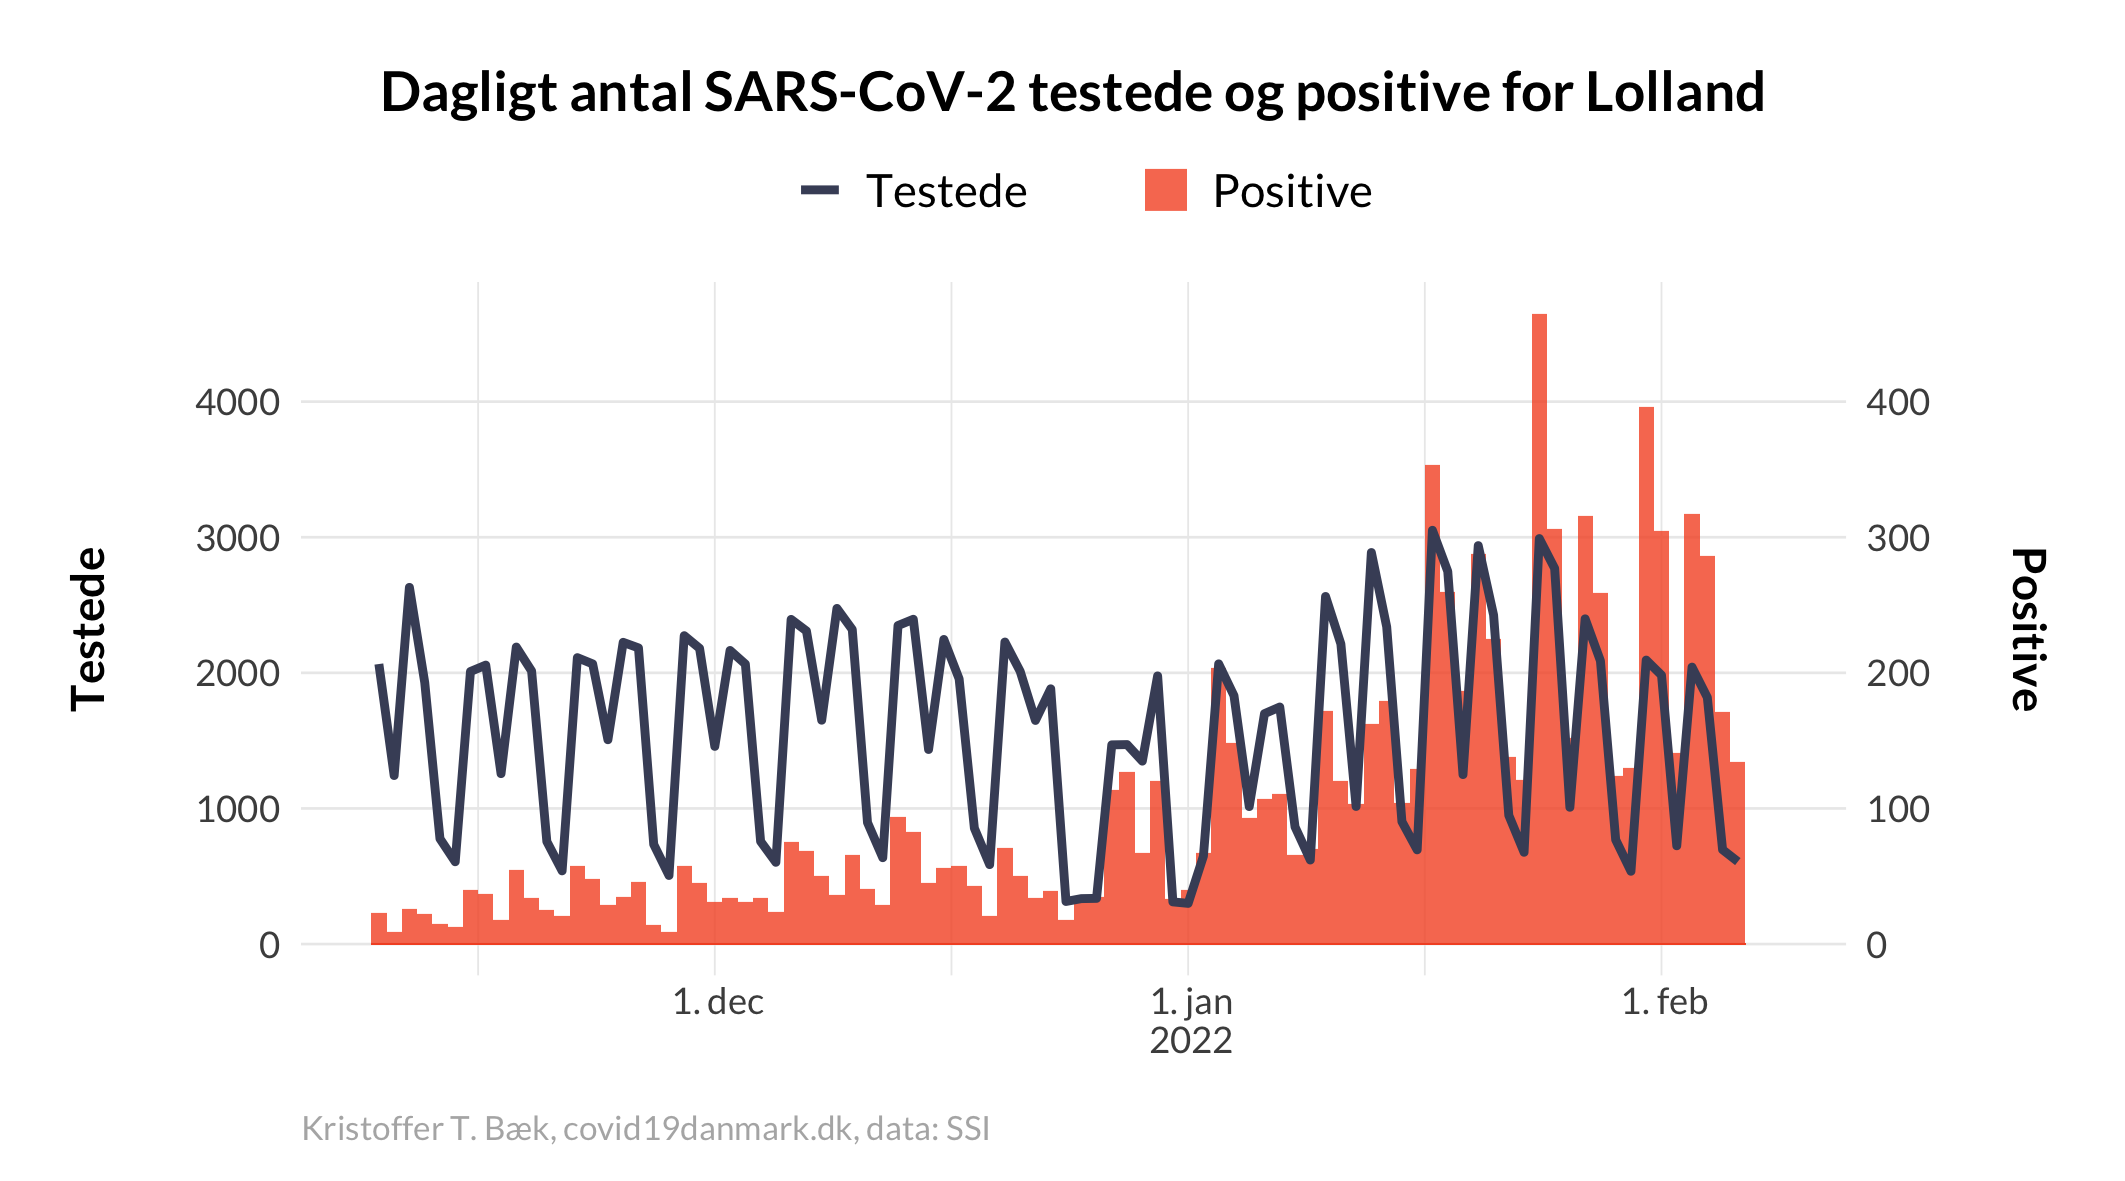 Dagligt antal SARS-CoV-2 testede og positive for Lolland
Testede
Positive
4000
3000
2000
1000
0
Testede
400
300
200
100
0
Positive
1. dec
1. jan
2022
1. feb
Kristoffer T. Bæk, covid19danmark.dk, data: SSI